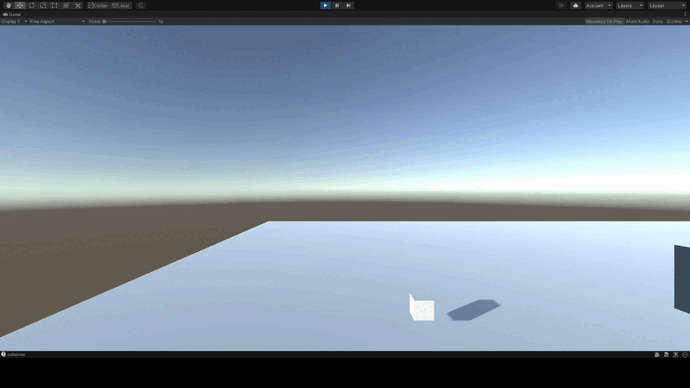 Center Local Account Layers Layout
Game
Display 1 Free Aspect Scale 1x Maximize On Play Mute Audio Stats Gizmos